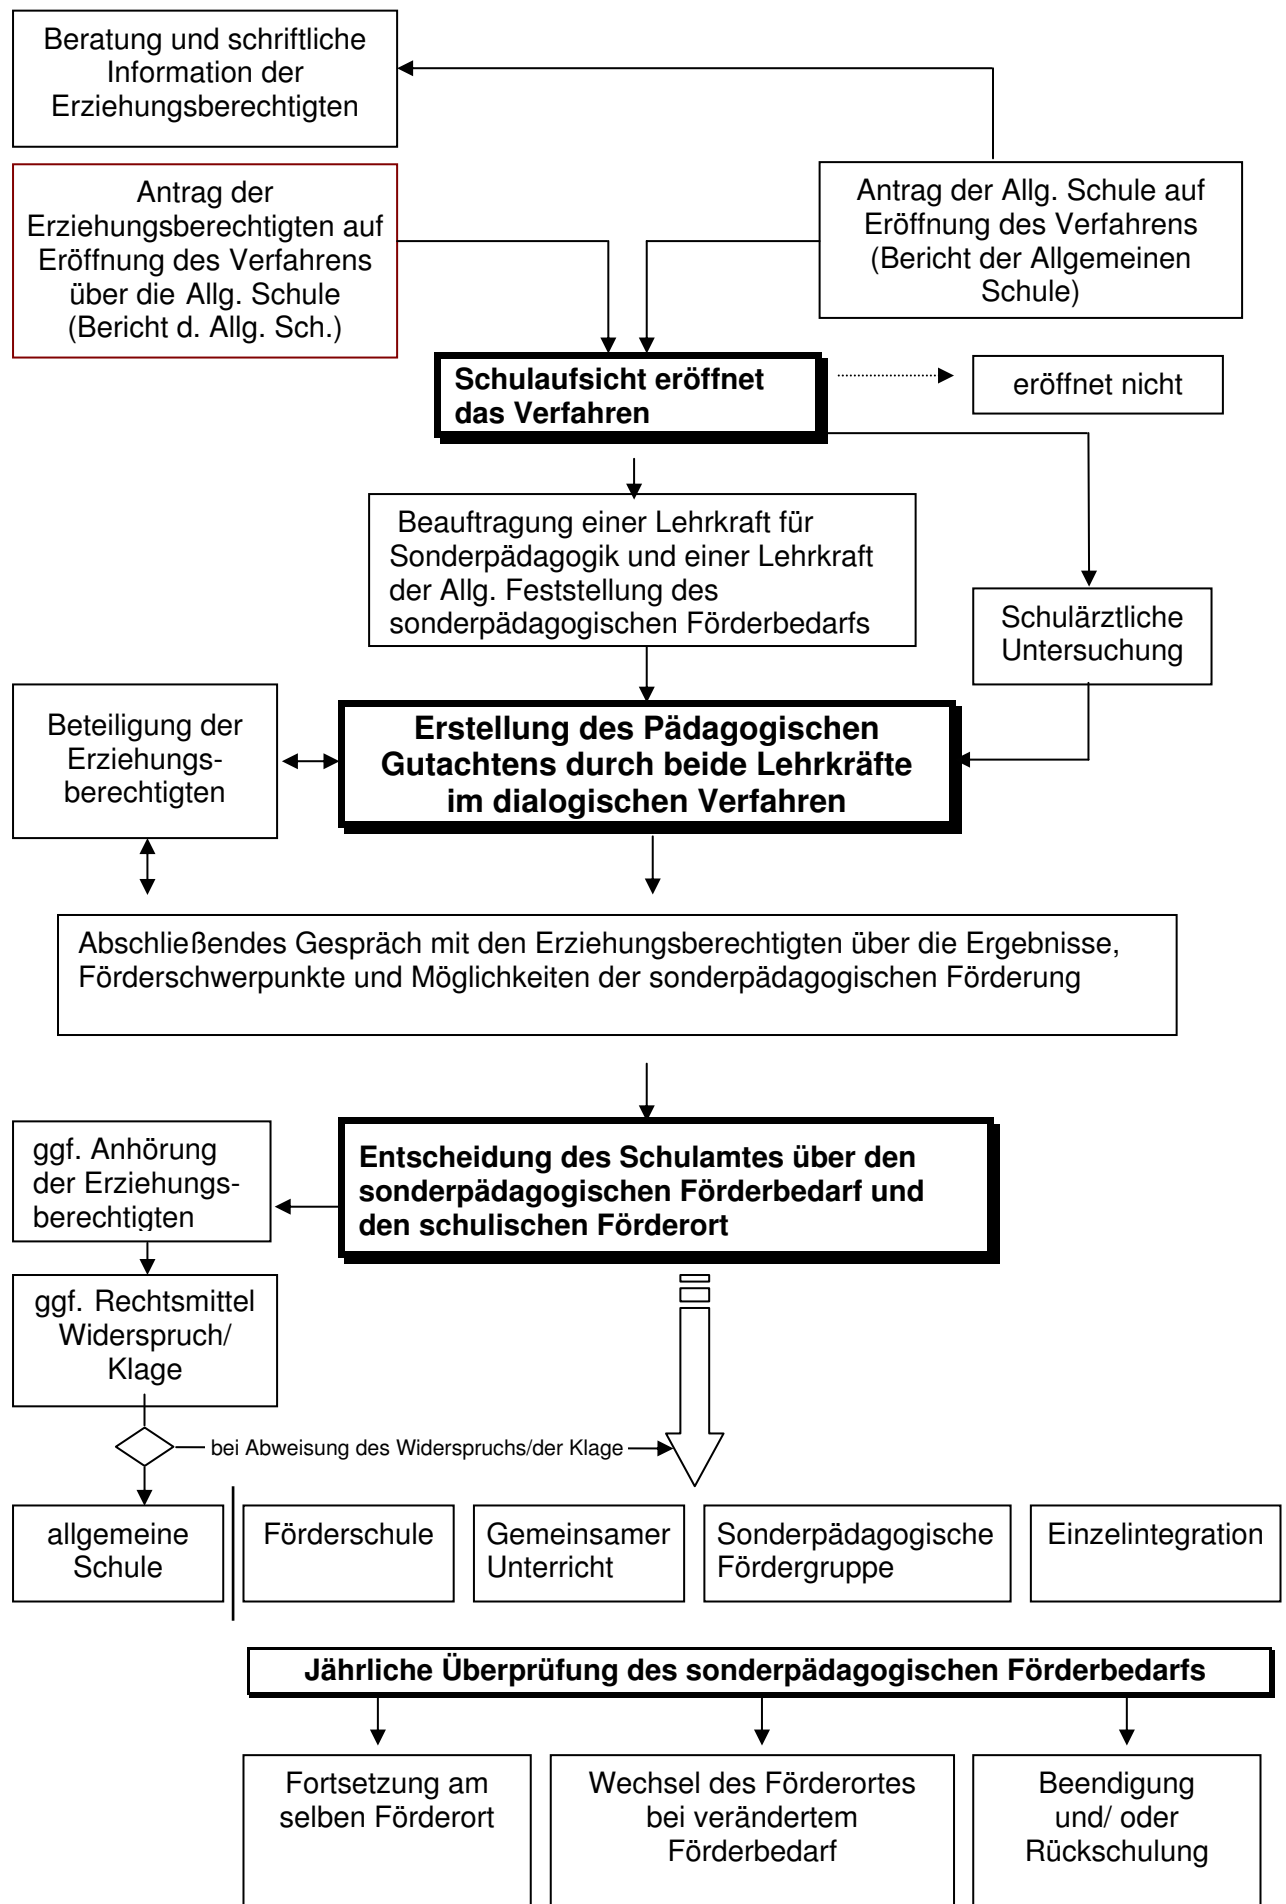 Beratung und schriftliche
Information der
Erziehungsberechtigten
Antrag der
Erziehungsberechtigten auf
Eröffnung des Verfahrens
über die Allg. Schule
(Bericht d. Allg. Sch.)
Antrag der Allg. Schule auf
Eröffnung des Verfahrens
(Bericht der Allgemeinen
Schule)
Schulaufsicht eröffnet
das Verfahren
eröffnet nicht
Beauftragung einer Lehrkraft für
Sonderpädagogik und einer Lehrkraft
der Allg. Feststellung des
sonderpädagogischen Förderbedarfs
Schulärztliche
Untersuchung
Beteiligung der
Erziehungs-
berechtigten
Erstellung des Pädagogischen
Gutachtens durch beide Lehrkräfte
im dialogischen Verfahren
Abschließendes Gespräch mit den Erziehungsberechtigten über die Ergebnisse,
Förderschwerpunkte und Möglichkeiten der sonderpädagogischen Förderung
ggf. Anhörung
der Erziehungs-
berechtigten
Entscheidung des Schulamtes über den
sonderpädagogischen Förderbedarf und
den schulischen Förderort
ggf. Rechtsmittel
Widerspruch/
Klage
bei Abweisung des Widerspruchs/der Klage
allgemeine
Schule
Förderschule
Gemeinsamer
Unterricht
Sonderpädagogische
Fördergruppe
Einzelintegration
Jährliche Überprüfung des sonderpädagogischen Förderbedarfs
Fortsetzung am
selben Förderort
Wechsel des Förderortes
bei verändertem
Förderbedarf
Beendigung
und/ oder
Rückschulung